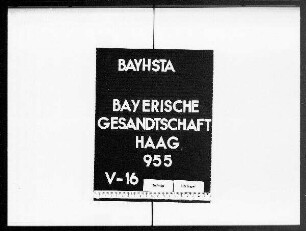 BAYHSTA
BAYERISCHE
GESANDTSCHAFT
HAAG
955
V-16